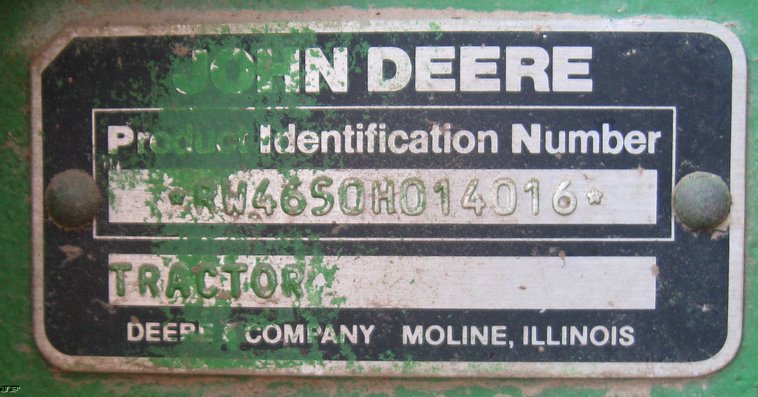 JOHN DEERE
Product Identification Number
*RW4650H014016*
TRACTOR
DEERE & COMPANY MOLINE, ILLINOIS